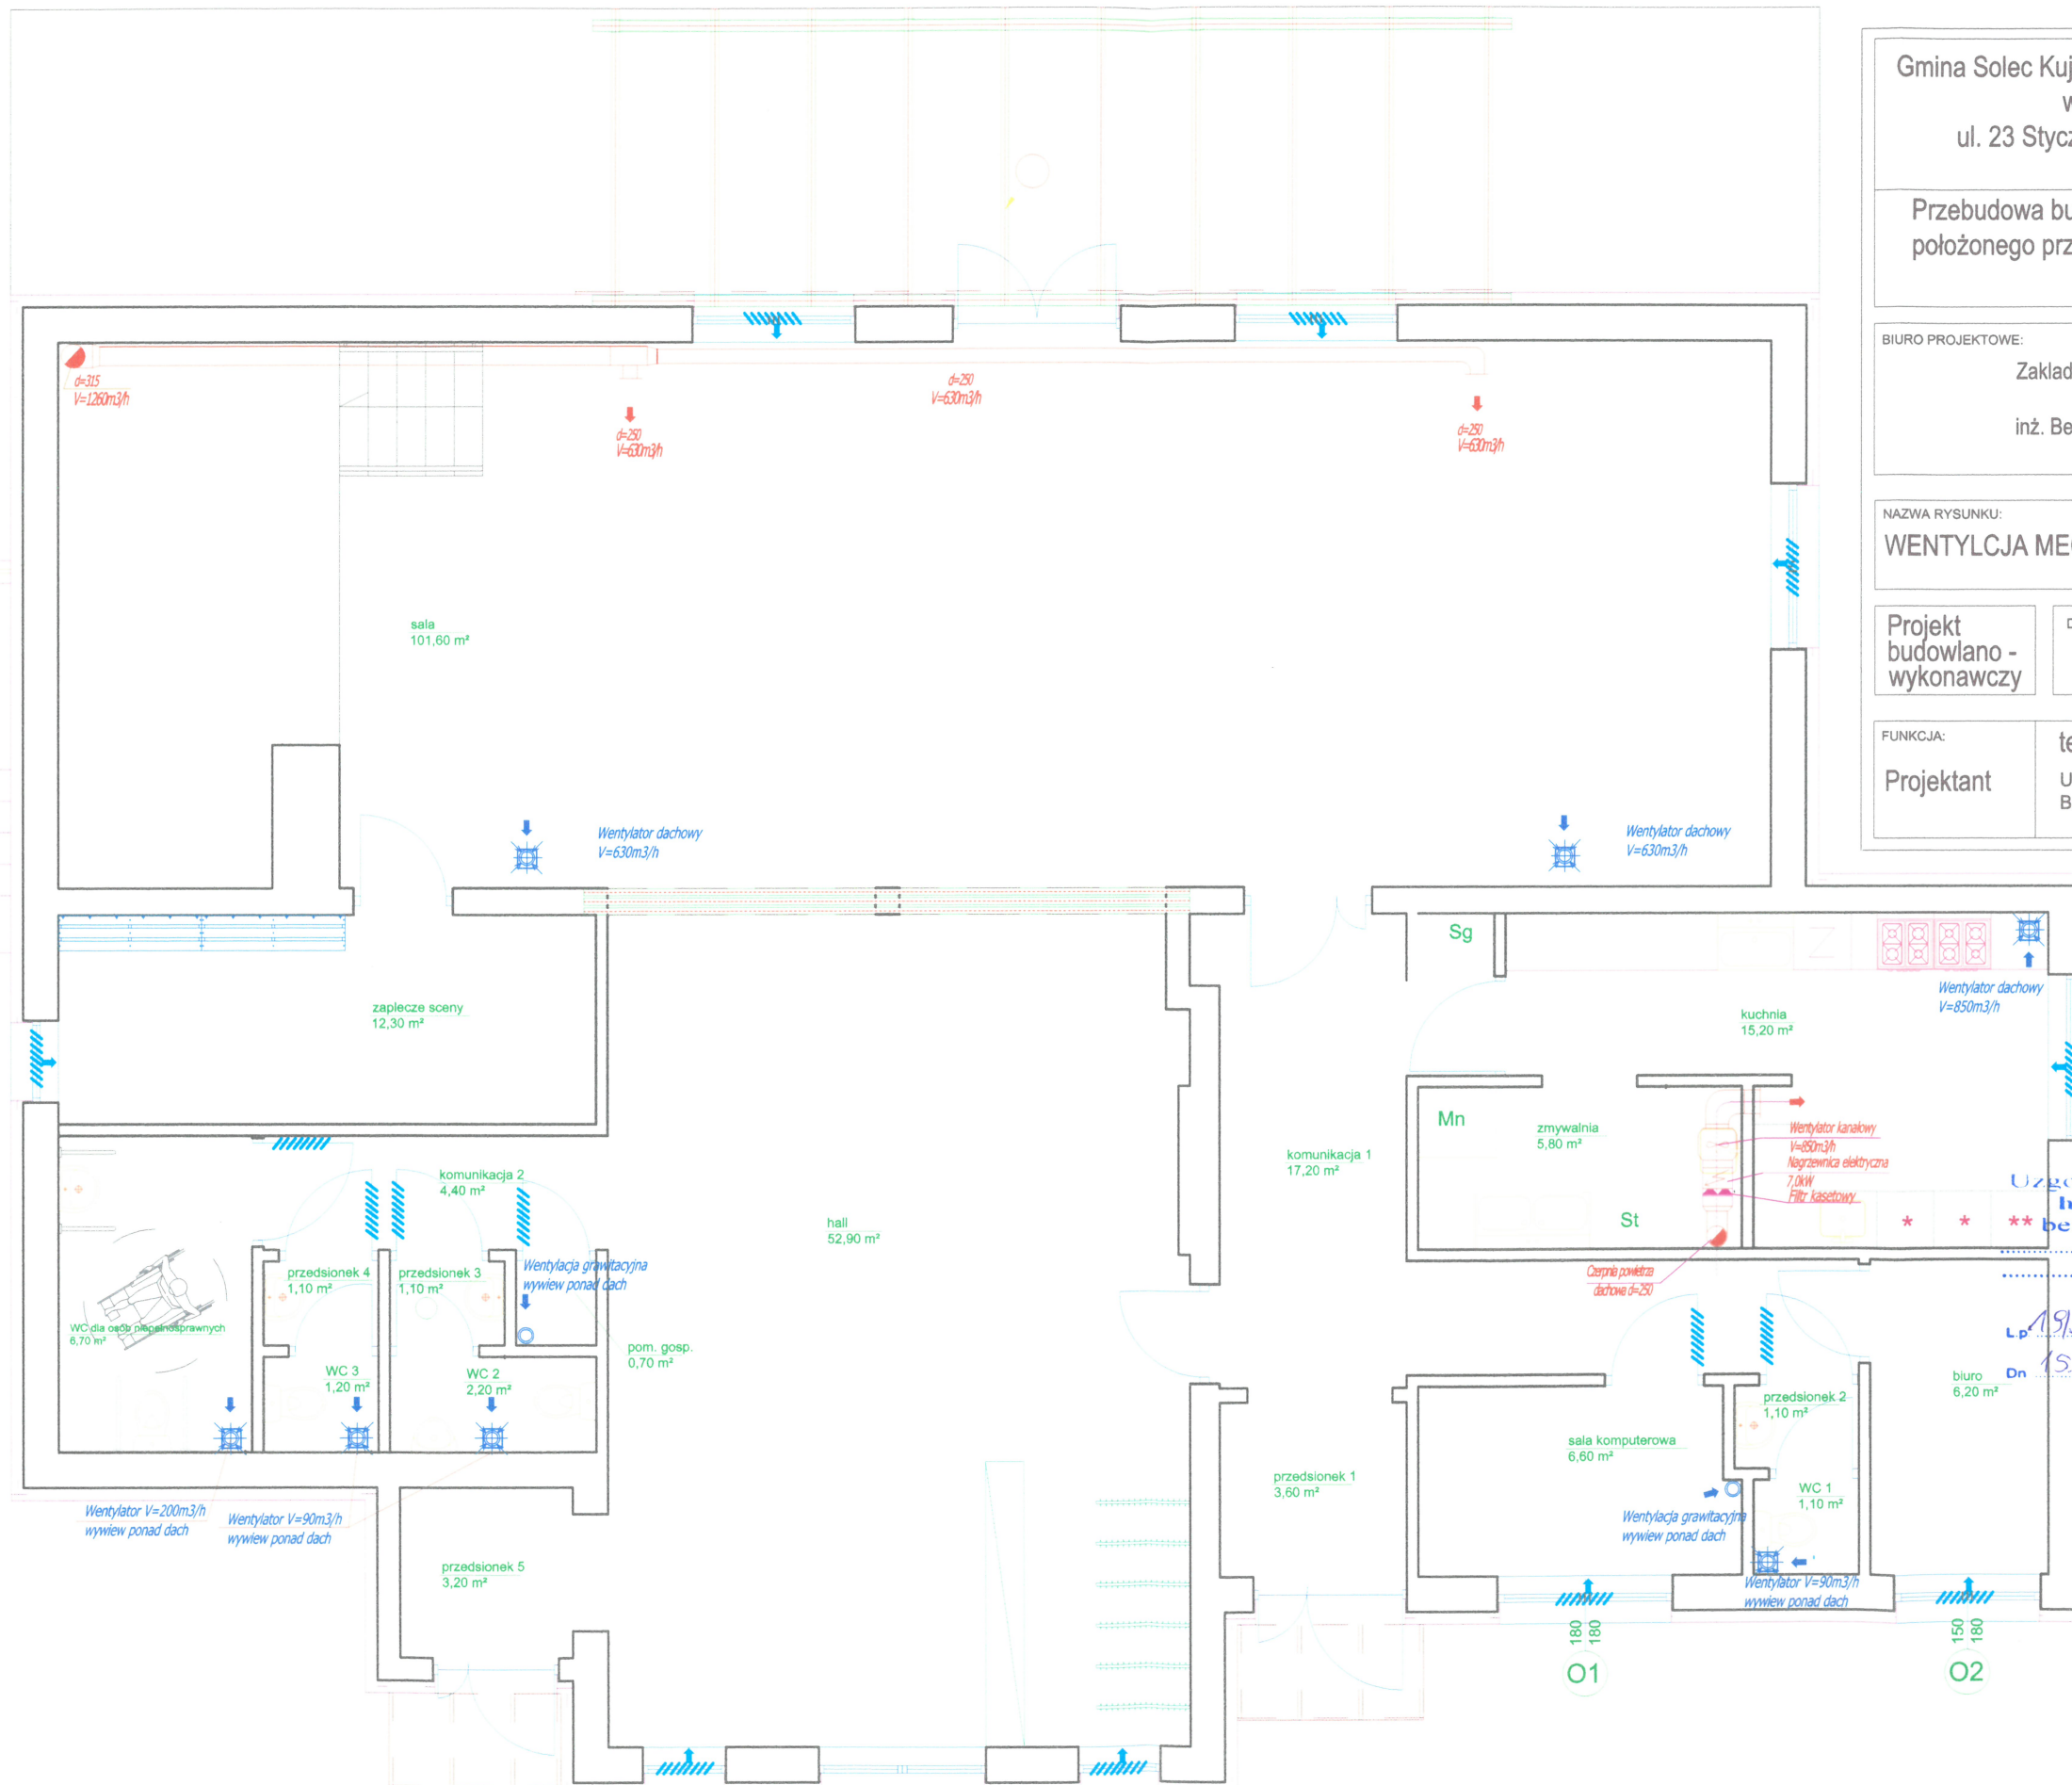 Gmina Solec Kuj
w
ul. 23 Stycz
Przebudowa bu
położonego prz
BIURO PROJEKTOWE:
Zaklad
inż. Be
NAZWA RYSUNKU:
WENTYLCJA ME
Projekt
budowlano -
wykonawczy
FUNKCJA:
Projektant
te
U
B
d=315
V=1260m3/h
d=250
V=630m3/h
d=250
V=630m3/h
d=250
V=630m3/h
sala
101,60 m²
Wentylator dachowy
V=630m3/h
Wentylator dachowy
V=630m3/h
Sg
zaplecze sceny
12,30 m²
Wentylator dachowy
V=850m3/h
kuchnia
15,20 m²
Mn
zmywalnia
5,80 m²
Wentylator kanałowy
V=850m3/h
Nagrzewnica elektryczna
7,0kW
Filtr kasetowy
St
* * **
Czerpnia powietrza
dachowa d=250
komunikacja 1
17,20 m²
komunikacja 2
4,40 m²
hall
52,90 m²
Wentylacja grawitacyjna
wywiew ponad dach
przedsionek 4
1,10 m²
przedsionek 3
1,10 m²
WC dla osób niepełnosprawnych
6,70 m²
WC 3
1,20 m²
WC 2
2,20 m²
pom. gosp.
0,70 m²
Uzgo
be
L.p
Dn 15
biuro
6,20 m²
przedsionek 2
1,10 m²
sala komputerowa
6,60 m²
przedsionek 1
3,60 m²
WC 1
1,10 m²
Wentylator V=200m3/h
wywiew ponad dach
Wentylator V=90m3/h
wywiew ponad dach
Wentylacja grawitacyjna
wywiew ponad dach
przedsionek 5
3,20 m²
Wentylator V=90m3/h
wywiew ponad dach
180
180
O1
150
180
O2